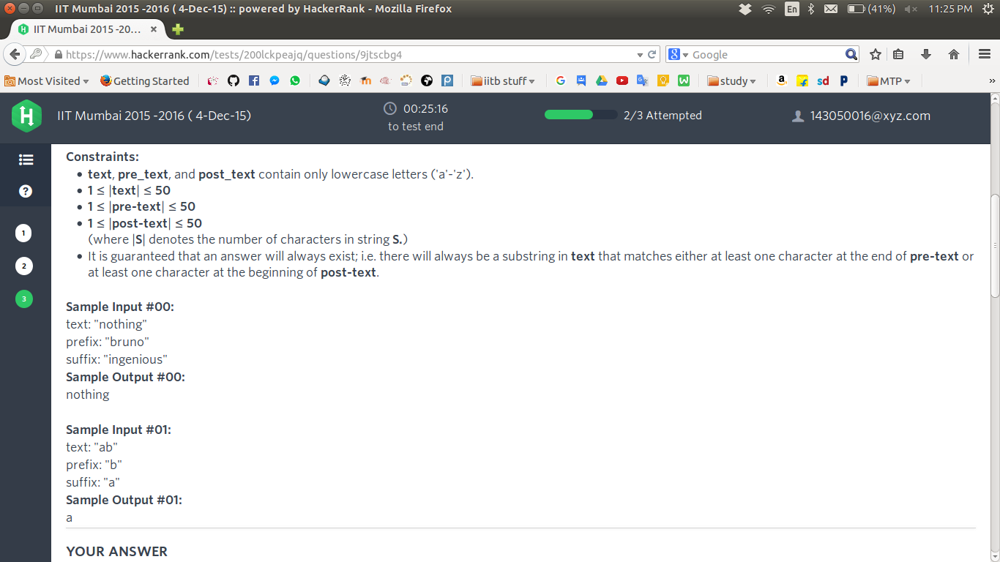 IIT Mumbai 2015 -2016 ( 4-Dec-15) :: powered by HackerRank - Mozilla Firefox
En
(41%)
11:25 PM
IIT Mumbai 2015 -20...
https://www.hackerrank.com/tests/200lckpeajq/questions/9jtscbg4
Google
Most Visited
Getting Started
iitb stuff
study
MTP
IIT Mumbai 2015 -2016 ( 4-Dec-15)
00:25:16
to test end
2/3 Attempted
143050016@xyz.com
1
2
3
Constraints:
• text, pre_text, and post_text contain only lowercase letters ('a'-'z').
• 1 ≤ |text| ≤ 50
• 1 ≤ |pre-text| ≤ 50
• 1 ≤ |post-text| ≤ 50
(where |S| denotes the number of characters in string S.)
• It is guaranteed that an answer will always exist; i.e. there will always be a substring in text that matches either at least one character at the end of pre-text or
at least one character at the beginning of post-text.
Sample Input #00:
text: "nothing"
prefix: "bruno"
suffix: "ingenious"
Sample Output #00:
nothing
Sample Input #01:
text: "ab"
prefix: "b"
suffix: "a"
Sample Output #01:
a
YOUR ANSWER